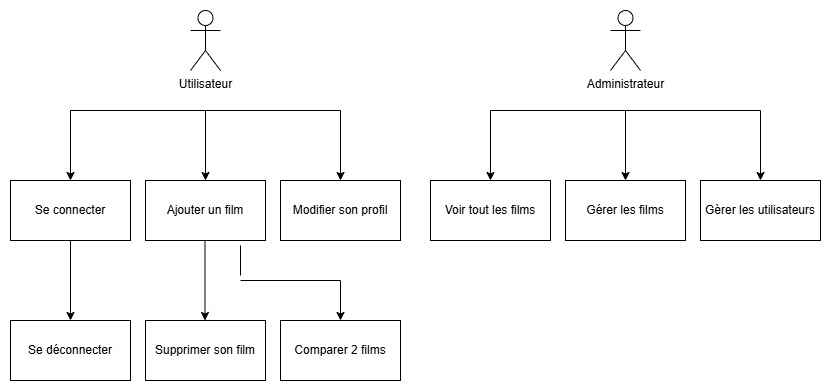 Utilisateur
Administrateur
Se connecter
Ajouter un film
Modifier son profil
Voir tout les films
Gérer les films
Gèrer les utilisateurs
Se déconnecter
Supprimer son film
Comparer 2 films